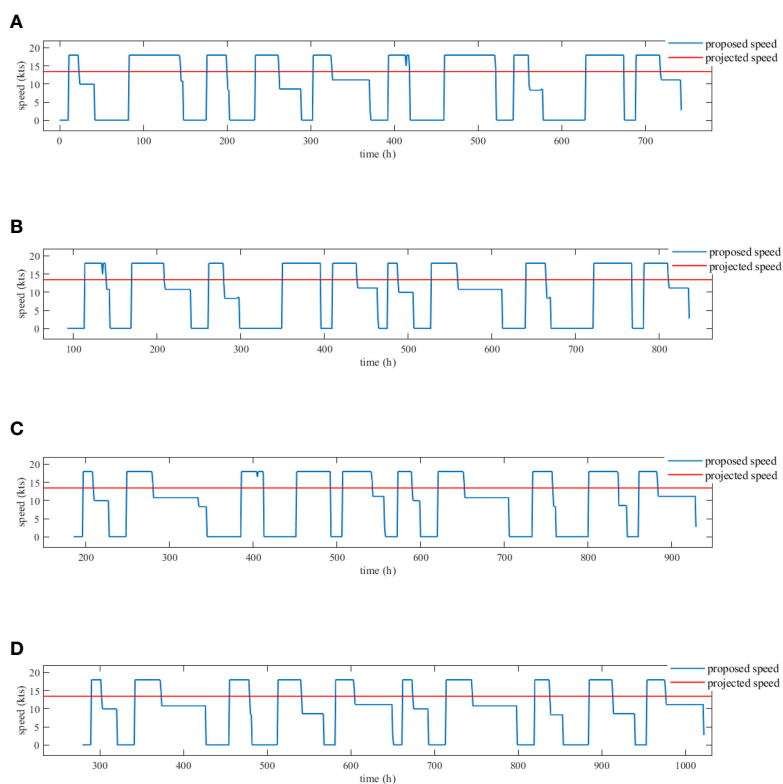 A
proposed speed
projected speed
speed (kts)
20
15
10
5
0
0 100 200 300 400 500 600 700
time (h)
B
proposed speed
projected speed
speed (kts)
20
15
10
5
0
100 200 300 400 500 600 700 800
time (h)
C
proposed speed
projected speed
speed (kts)
20
15
10
5
0
200 300 400 500 600 700 800 900
time (h)
D
proposed speed
projected speed
speed (kts)
20
15
10
5
0
300 400 500 600 700 800 900 1000
time (h)